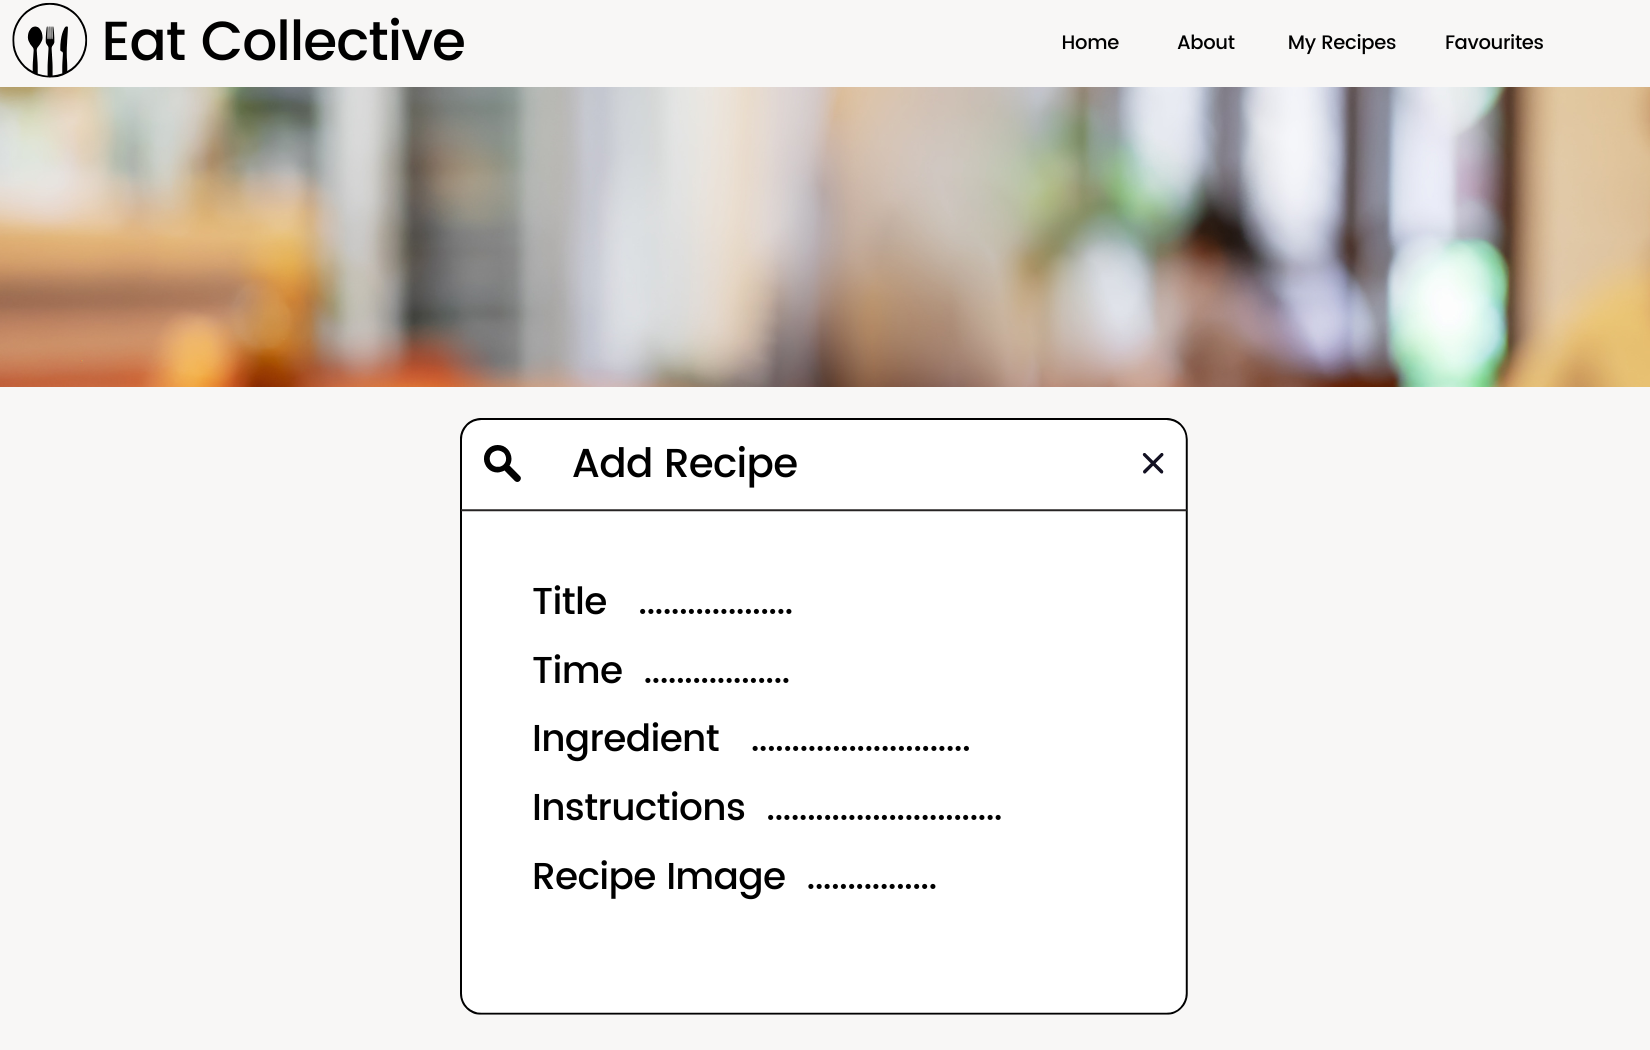 Eat Collective
Home About My Recipes Favourites
Add Recipe
Title ...................
Time ..................
Ingredient ...........................
Instructions .............................
Recipe Image ................